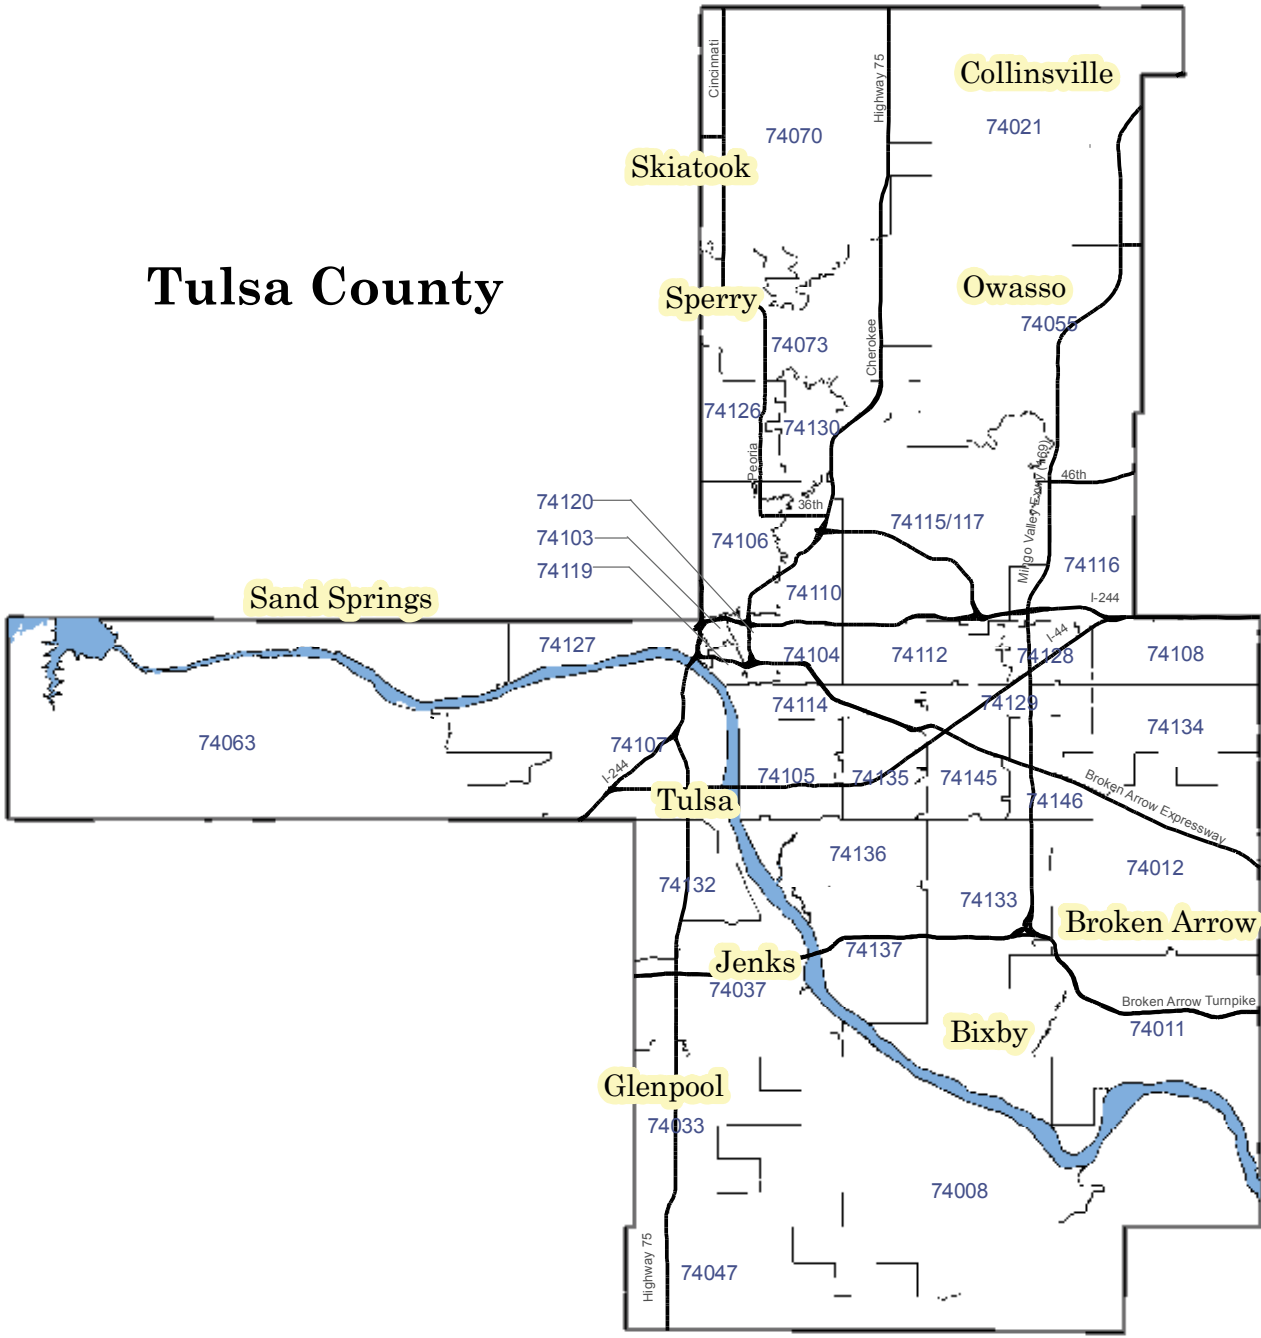 Cincinnati
Highway 75
Collinsville
74021
74070
Skiatook
Tulsa County
Sperry
Owasso
74055
74073
Cherokee
74126
74130
Peoria
Mingo Valley Expwy (169)
46th
74120
36th
74115/117
74103
74106
74119
74116
74110
I-244
Sand Springs
74127
74104
74112
I-44
74128
74108
74114
74129
74134
74063
74107
I-244
74105
74135
74145
Tulsa
74146
Broken Arrow Expressway
74136
74012
74132
74133
Broken Arrow
74137
Jenks
74037
Broken Arrow Turnpike
74011
Bixby
Glenpool
74033
74008
Highway 75
74047